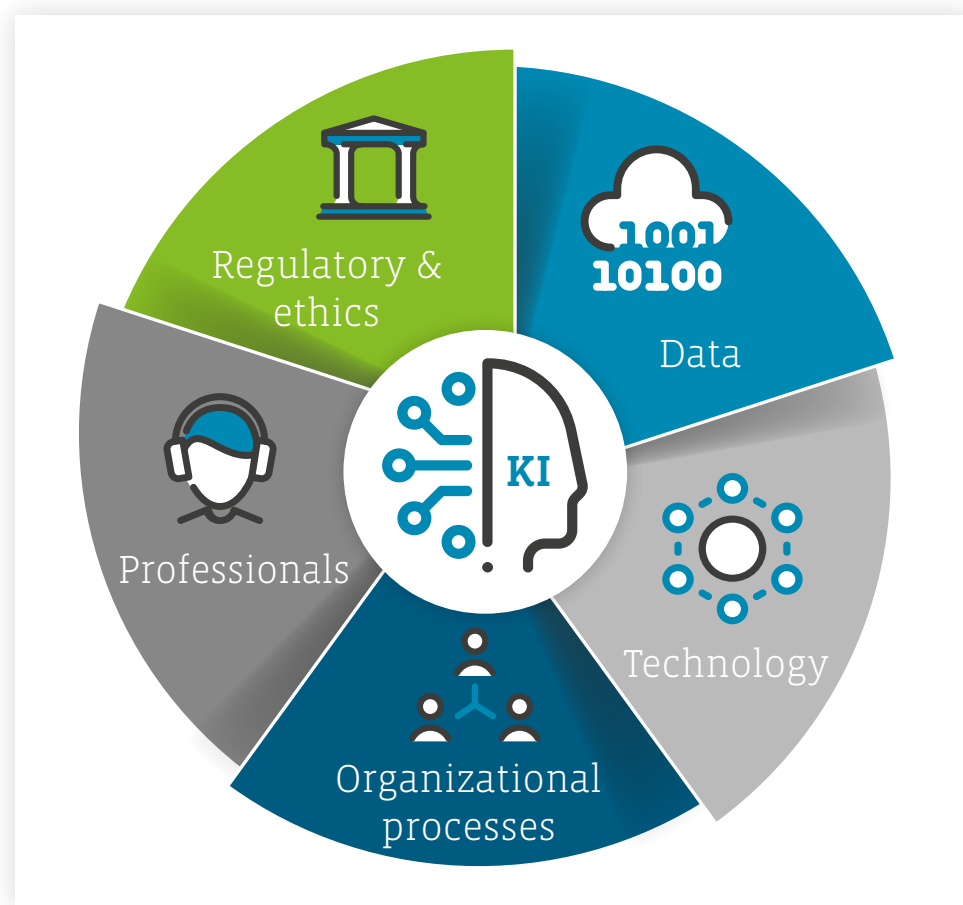 Regulatory &
ethics
1001
10100
Data
KI
Professionals
Technology
Organizational
processes